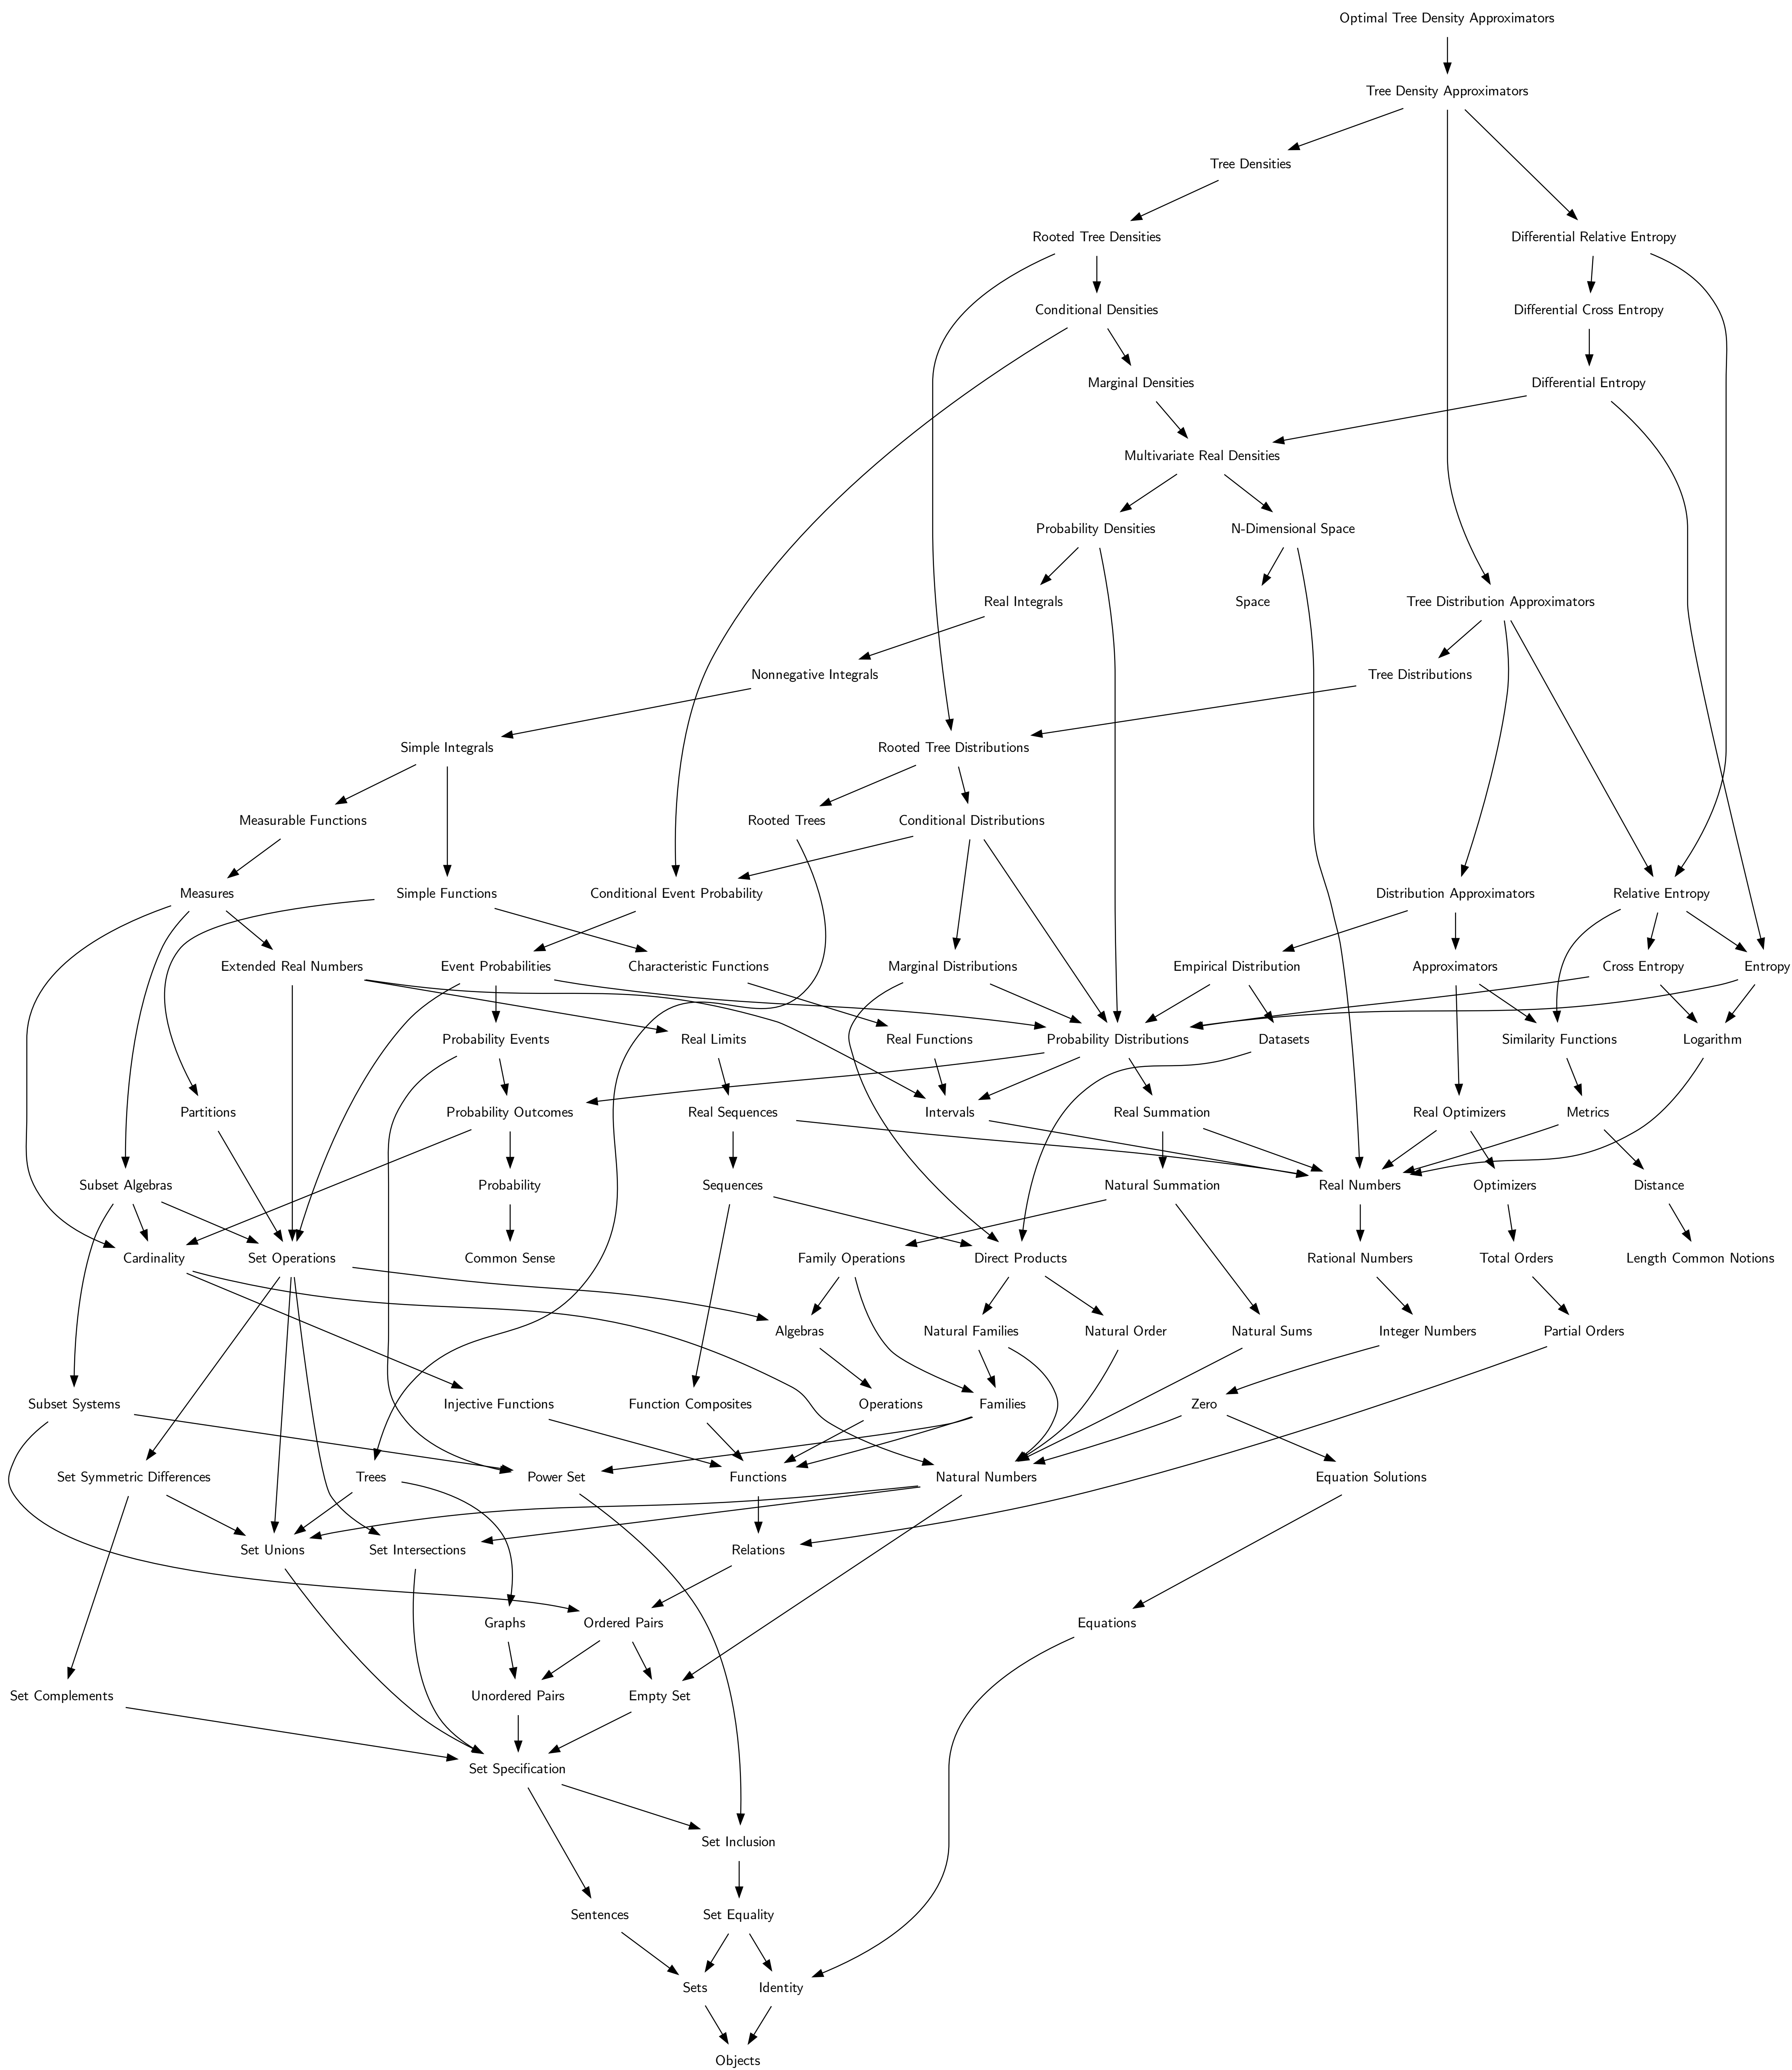 Optimal Tree Density Approximators
Tree Density Approximators
Tree Densities
Rooted Tree Densities
Differential Relative Entropy
Conditional Densities
Differential Cross Entropy
Marginal Densities
Differential Entropy
Multivariate Real Densities
Probability Densities
N-Dimensional Space
Real Integrals
Space
Tree Distribution Approximators
Nonnegative Integrals
Tree Distributions
Simple Integrals
Rooted Tree Distributions
Measurable Functions
Rooted Trees
Conditional Distributions
Measures
Simple Functions
Conditional Event Probability
Distribution Approximators
Relative Entropy
Extended Real Numbers
Event Probabilities
Characteristic Functions
Marginal Distributions
Empirical Distribution
Approximators
Cross Entropy
Entropy
Probability Events
Real Limits
Real Functions
Probability Distributions
Datasets
Similarity Functions
Logarithm
Partitions
Probability Outcomes
Real Sequences
Intervals
Real Summation
Real Optimizers
Metrics
Subset Algebras
Probability
Sequences
Natural Summation
Real Numbers
Optimizers
Distance
Cardinality
Set Operations
Common Sense
Family Operations
Direct Products
Rational Numbers
Total Orders
Length Common Notions
Algebras
Natural Families
Natural Order
Natural Sums
Integer Numbers
Partial Orders
Subset Systems
Injective Functions
Function Composites
Operations
Families
Zero
Set Symmetric Differences
Trees
Power Set
Functions
Natural Numbers
Equation Solutions
Set Unions
Set Intersections
Relations
Graphs
Ordered Pairs
Equations
Set Complements
Unordered Pairs
Empty Set
Set Specification
Set Inclusion
Sentences
Set Equality
Sets
Identity
Objects